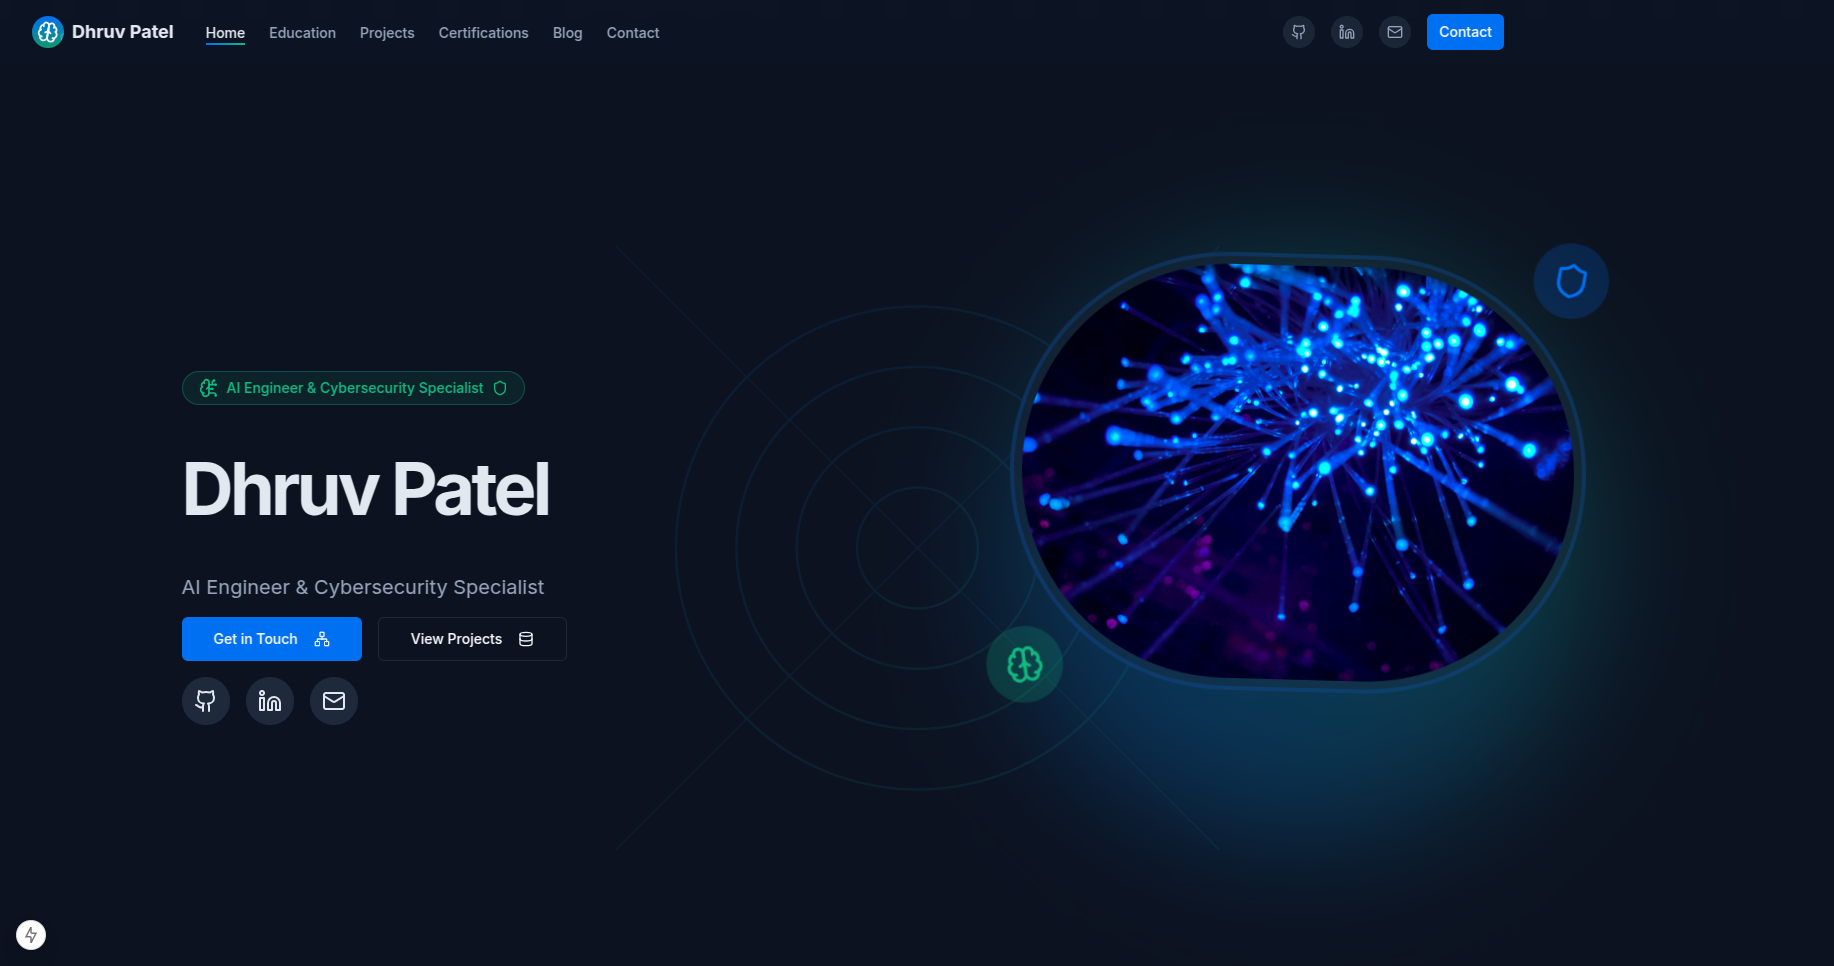 Dhruv Patel
Home Education Projects Certifications Blog Contact
Contact
AI Engineer & Cybersecurity Specialist
Dhruv Patel
AI Engineer & Cybersecurity Specialist
Get in Touch
View Projects